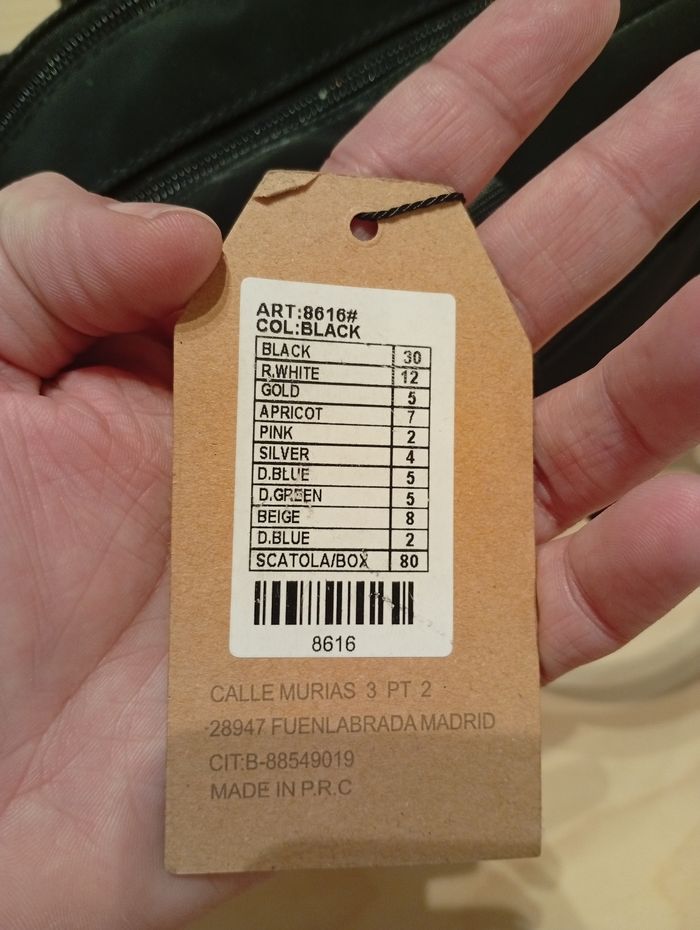 ART:8616#
COL:BLACK
BLACK 30
R.WHITE 12
GOLD 5
APRICOT 7
PINK 2
SILVER 4
D.BLUE 5
D.GREEN 5
BEIGE 8
D.BLUE 2
SCATOLA/BOX 80
8616
CALLE MURIAS 3 PT 2
28947 FUENLABRADA MADRID
CIT:B-88549019
MADE IN P.R.C